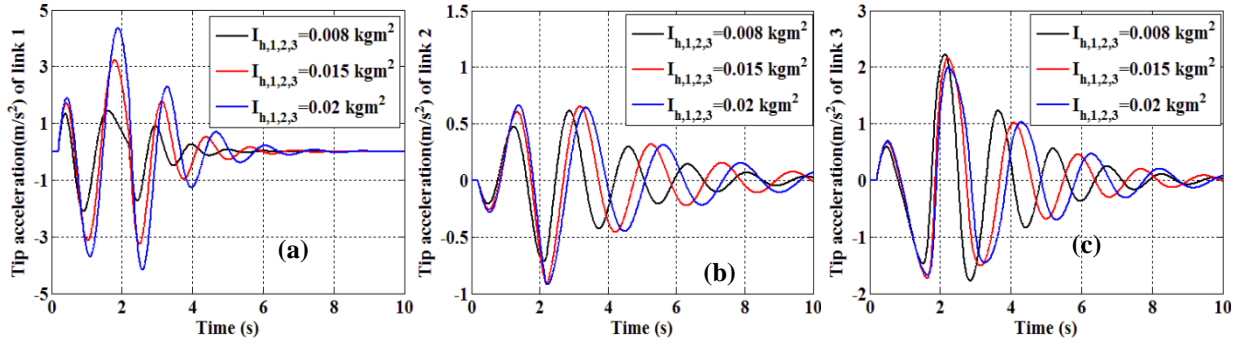 Tip acceleration(m/s²) of link 1
5
3
1
-1
-3
-5
0
2
4
6
8
10
Time (s)
I_h,1,2,3=0.008 kgm²
I_h,1,2,3=0.015 kgm²
I_h,1,2,3=0.02 kgm²
(a)
Tip acceleration(m/s²) of link 2
1.5
1
0.5
0
-0.5
-1
0
2
4
6
8
10
Time (s)
I_h,1,2,3=0.008 kgm²
I_h,1,2,3=0.015 kgm²
I_h,1,2,3=0.02 kgm²
(b)
Tip acceleration(m/s²) of link 3
3
2
1
0
-1
-2
0
2
4
6
8
10
Time (s)
I_h,1,2,3=0.008 kgm²
I_h,1,2,3=0.015 kgm²
I_h,1,2,3=0.02 kgm²
(c)